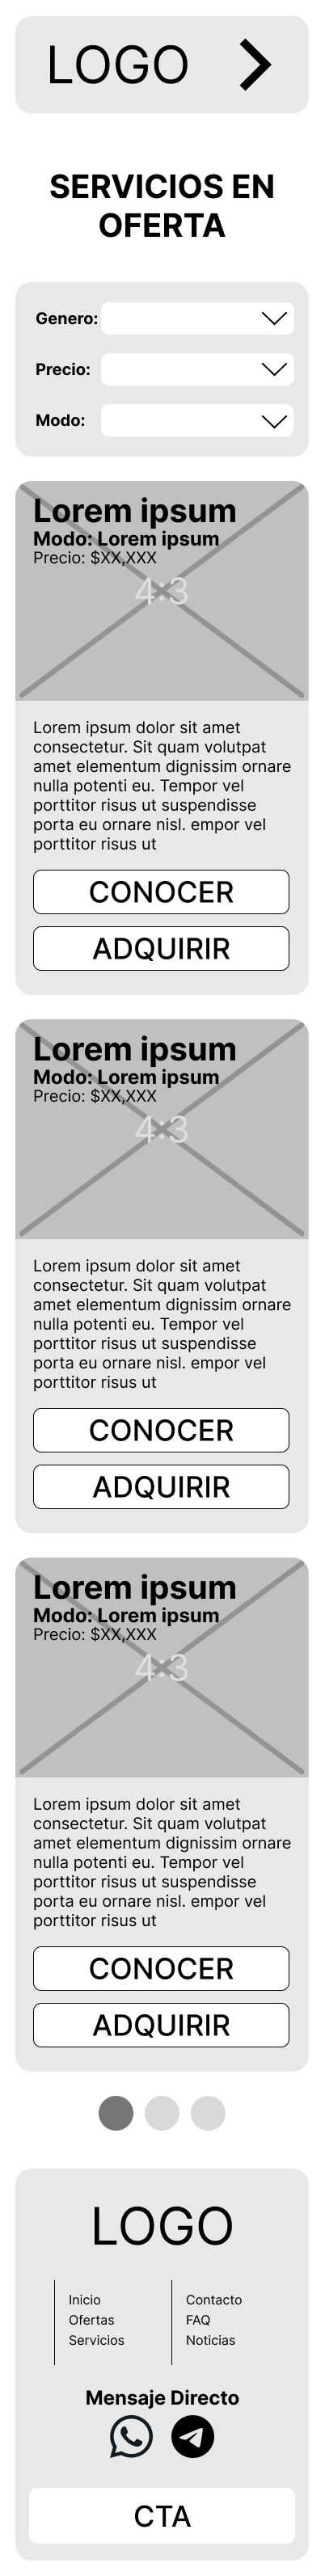 LOGO
SERVICIOS EN
OFERTA
Genero:
Precio:
Modo:
Lorem ipsum
Modo: Lorem ipsum
Precio: $XX,XXX
4:3
Lorem ipsum dolor sit amet
consectetur. Sit quam volutpat
amet elementum dignissim ornare
nulla potenti eu. Tempor vel
porttitor risus ut suspendisse
porta eu ornare nisl. empor vel
porttitor risus ut
CONOCER
ADQUIRIR
Lorem ipsum
Modo: Lorem ipsum
Precio: $XX,XXX
4:3
Lorem ipsum dolor sit amet
consectetur. Sit quam volutpat
amet elementum dignissim ornare
nulla potenti eu. Tempor vel
porttitor risus ut suspendisse
porta eu ornare nisl. empor vel
porttitor risus ut
CONOCER
ADQUIRIR
Lorem ipsum
Modo: Lorem ipsum
Precio: $XX,XXX
4:3
Lorem ipsum dolor sit amet
consectetur. Sit quam volutpat
amet elementum dignissim ornare
nulla potenti eu. Tempor vel
porttitor risus ut suspendisse
porta eu ornare nisl. empor vel
porttitor risus ut
CONOCER
ADQUIRIR
LOGO
Inicio
Ofertas
Servicios
Contacto
FAQ
Noticias
Mensaje Directo
CTA